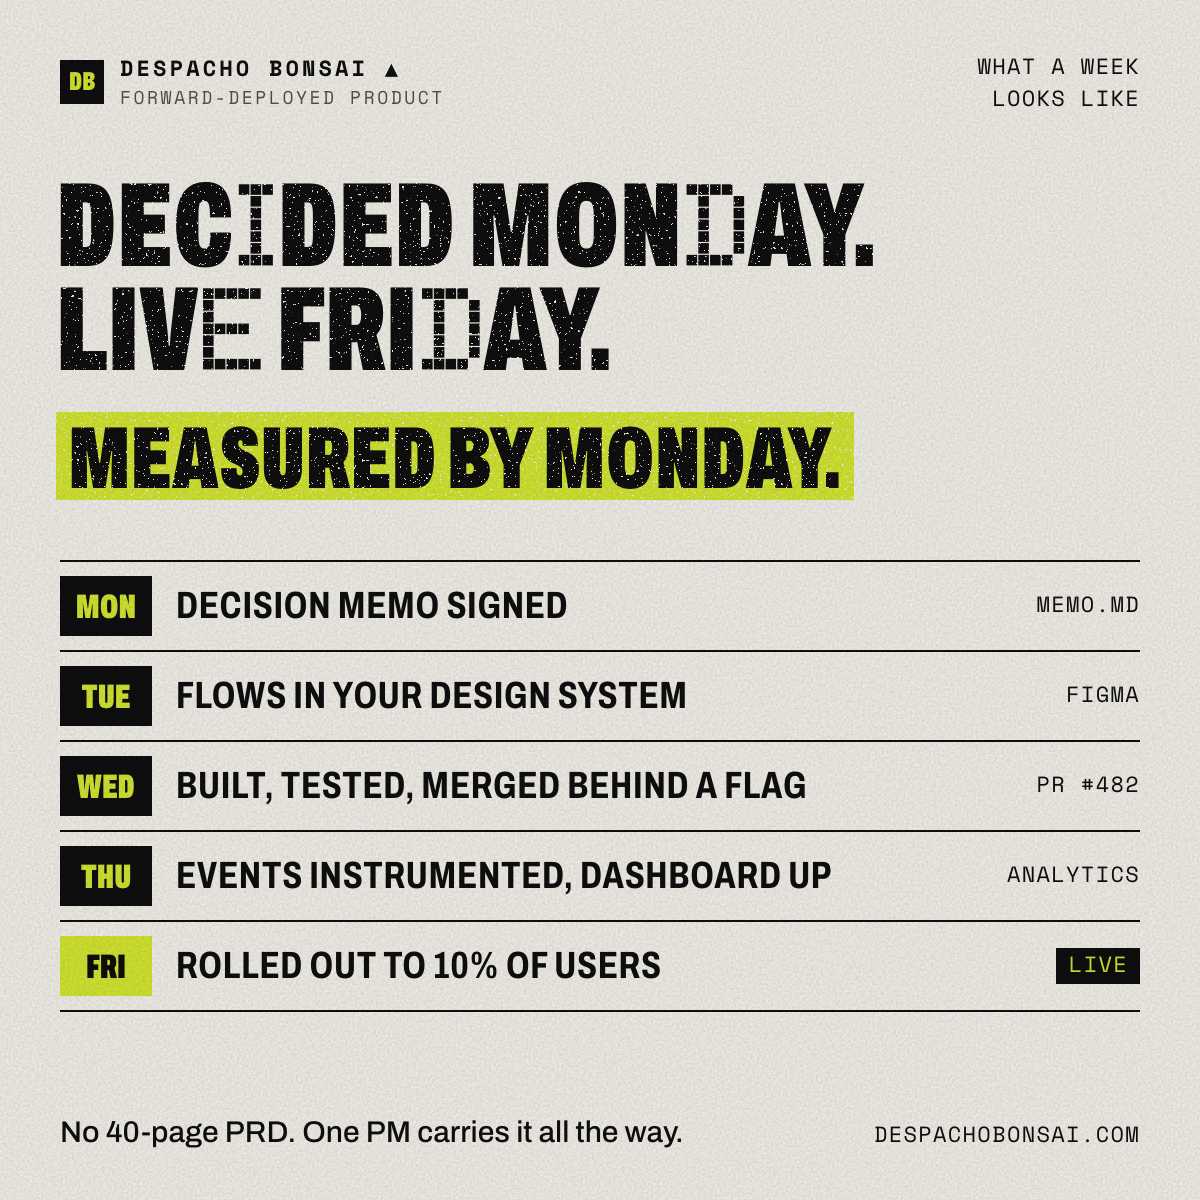 DB
DESPACHO BONSAI ▲
FORWARD-DEPLOYED PRODUCT
WHAT A WEEK
LOOKS LIKE
DECIDED MONDAY.
LIVE FRIDAY.
MEASURED BY MONDAY.
MON DECISION MEMO SIGNED MEMO.MD
TUE FLOWS IN YOUR DESIGN SYSTEM FIGMA
WED BUILT, TESTED, MERGED BEHIND A FLAG PR #482
THU EVENTS INSTRUMENTED, DASHBOARD UP ANALYTICS
FRI ROLLED OUT TO 10% OF USERS LIVE
No 40-page PRD. One PM carries it all the way. DESPACHOBONSAI.COM